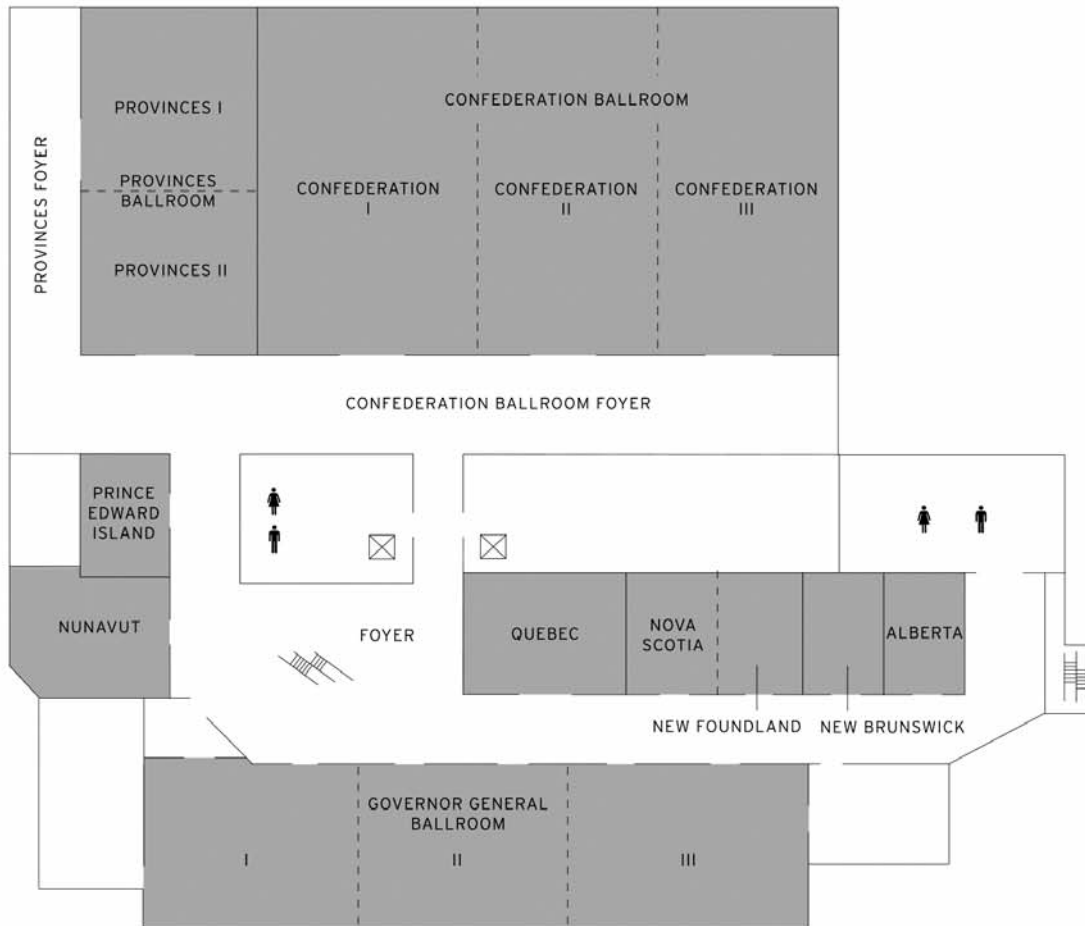 PROVINCES FOYER
PROVINCES I
PROVINCES
BALLROOM
PROVINCES II
CONFEDERATION BALLROOM
CONFEDERATION
I
CONFEDERATION
II
CONFEDERATION
III
CONFEDERATION BALLROOM FOYER
PRINCE
EDWARD
ISLAND
NUNAVUT
FOYER
QUEBEC
NOVA
SCOTIA
ALBERTA
NEW FOUNDLAND
NEW BRUNSWICK
GOVERNOR GENERAL
BALLROOM
I
II
III